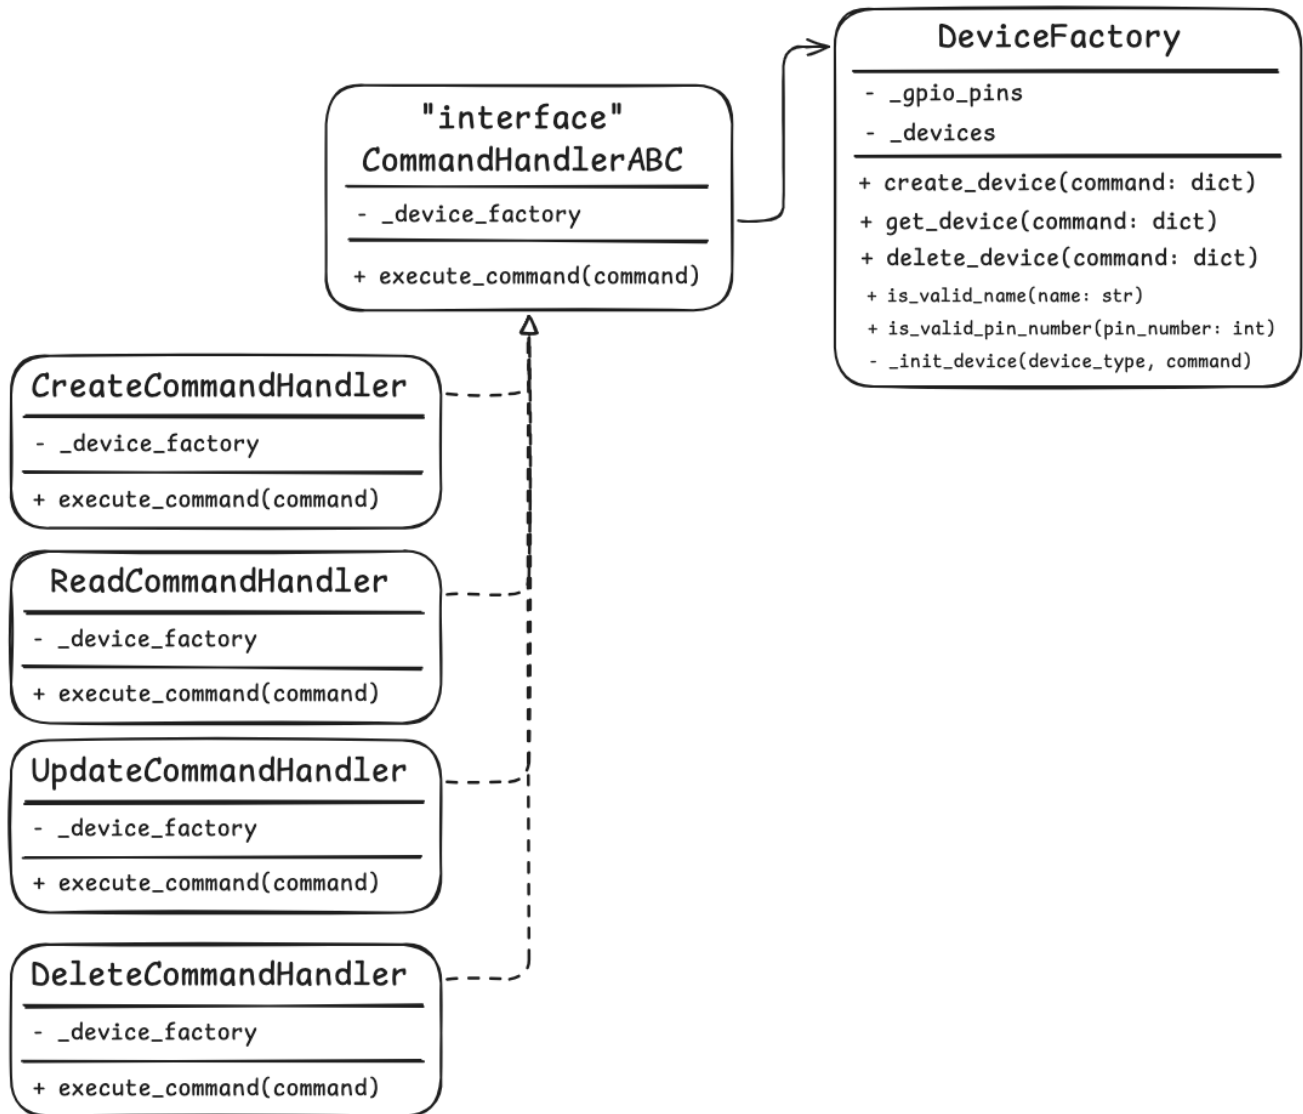 DeviceFactory
- _gpio_pins
- _devices
+ create_device(command: dict)
+ get_device(command: dict)
+ delete_device(command: dict)
+ is_valid_name(name: str)
+ is_valid_pin_number(pin_number: int)
- _init_device(device_type, command)
"interface"
CommandHandlerABC
- _device_factory
+ execute_command(command)
CreateCommandHandler
- _device_factory
+ execute_command(command)
ReadCommandHandler
- _device_factory
+ execute_command(command)
UpdateCommandHandler
- _device_factory
+ execute_command(command)
DeleteCommandHandler
- _device_factory
+ execute_command(command)